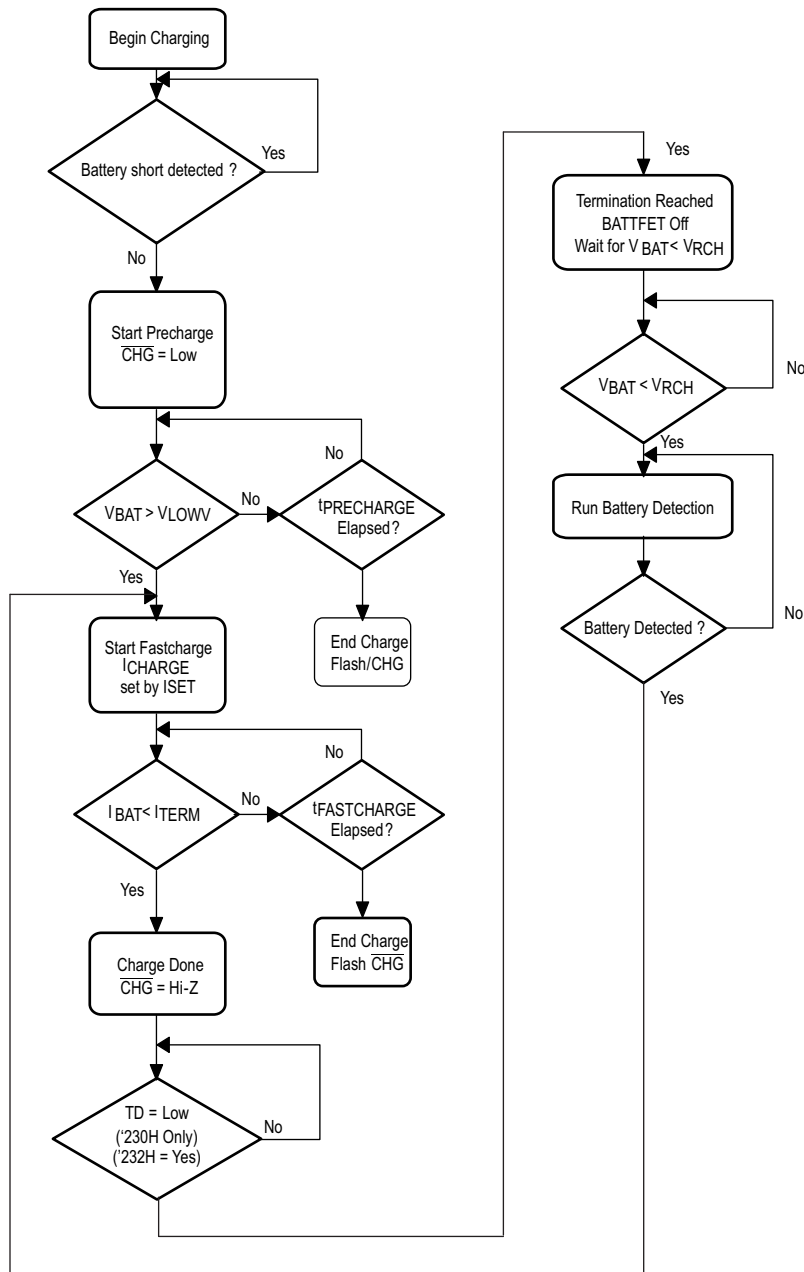 Begin Charging
Battery short detected ?
Yes
No
Start Precharge
CHG = Low
VBAT > VLOWV
No
No
tPRECHARGE
Elapsed?
Yes
End Charge
Flash/CHG
Start Fastcharge
ICHARGE
set by ISET
IBAT < ITERM
No
No
tFASTCHARGE
Elapsed?
Yes
End Charge
Flash CHG
Charge Done
CHG = Hi-Z
TD = Low
(‘230H Only)
(’232H = Yes)
No
Yes
Termination Reached
BATTFET Off
Wait for VBAT < VRCH
VBAT < VRCH
No
Yes
Run Battery Detection
Battery Detected ?
No
Yes